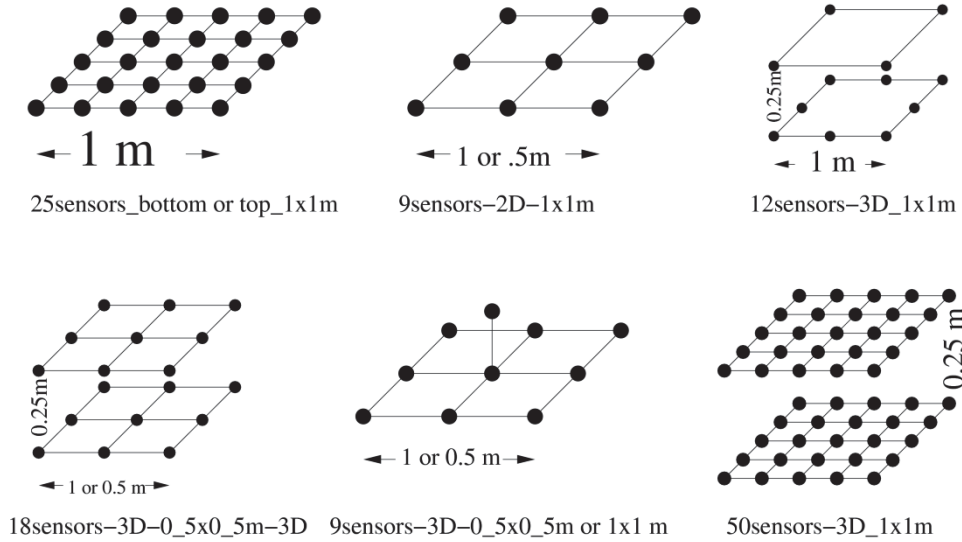 1 m
25sensors_bottom or top_1x1m
1 or .5m
9sensors−2D−1x1m
0.25m
1 m
12sensors−3D_1x1m
0.25m
1 or 0.5 m
18sensors−3D−0_5x0_5m−3D
1 or 0.5 m
9sensors−3D−0_5x0_5m or 1x1 m
0.25 m
50sensors−3D_1x1m